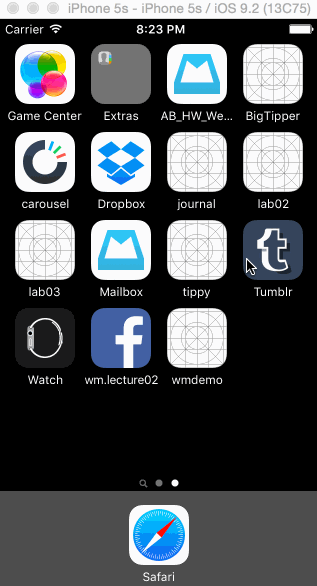 iPhone 5s - iPhone 5s / iOS 9.2 (13C75)
Carrier 8:23 PM
Game Center Extras AB_HW_We... BigTipper
carousel Dropbox journal lab02
lab03 Mailbox tippy Tumblr
Watch wm.lecture02 wmdemo
Safari